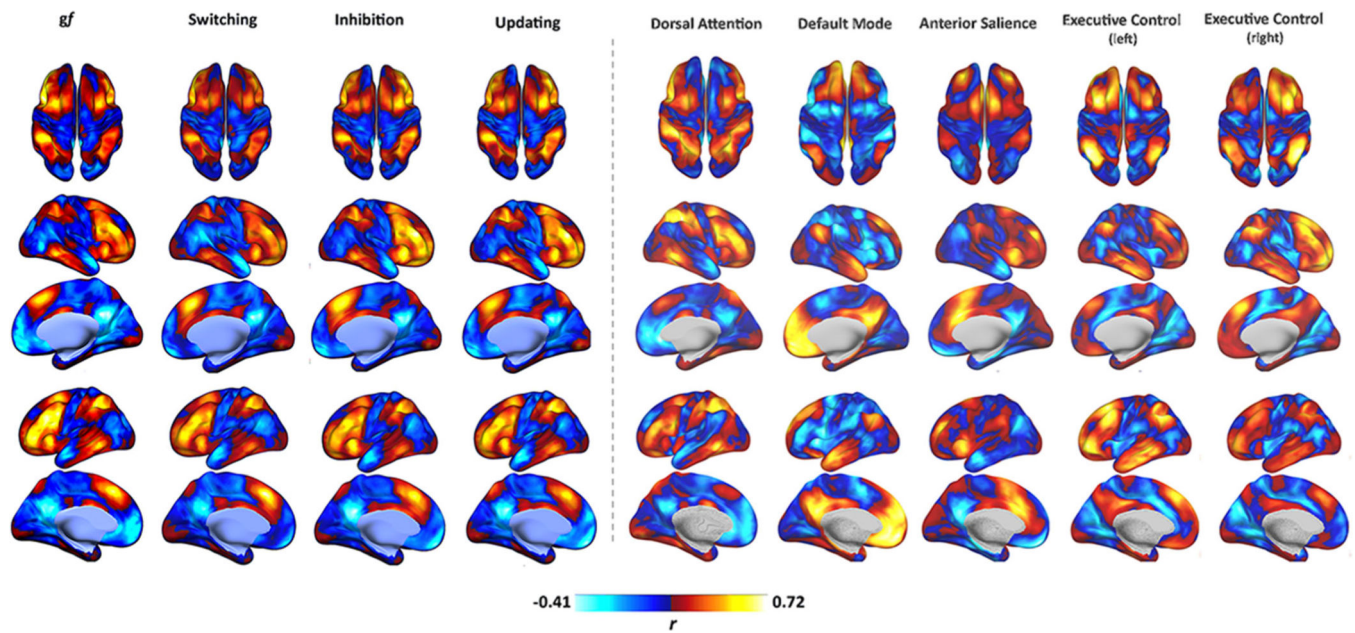 gf
Switching
Inhibition
Updating
Dorsal Attention
Default Mode
Anterior Salience
Executive Control
(left)
Executive Control
(right)
-0.41
0.72
r